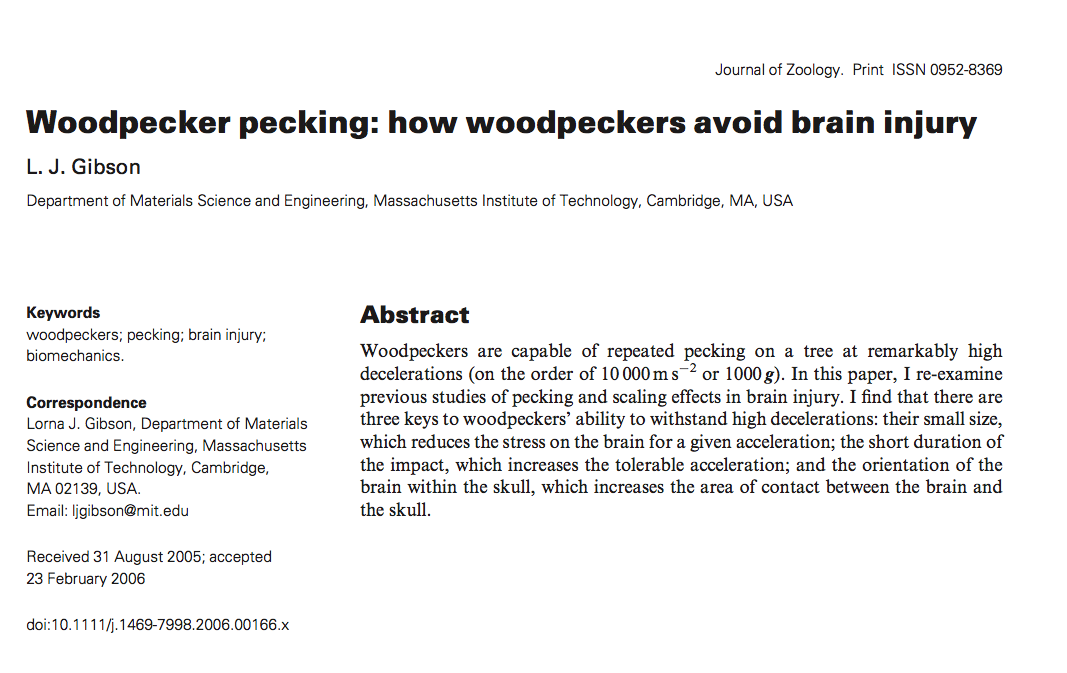 Journal of Zoology. Print ISSN 0952-8369
Woodpecker pecking: how woodpeckers avoid brain injury
L. J. Gibson
Department of Materials Science and Engineering, Massachusetts Institute of Technology, Cambridge, MA, USA
Keywords
woodpeckers; pecking; brain injury;
biomechanics.
Correspondence
Lorna J. Gibson, Department of Materials
Science and Engineering, Massachusetts
Institute of Technology, Cambridge,
MA 02139, USA.
Email: ljgibson@mit.edu
Received 31 August 2005; accepted
23 February 2006
doi:10.1111/j.1469-7998.2006.00166.x
Abstract
Woodpeckers are capable of repeated pecking on a tree at remarkably high
decelerations (on the order of 10 000 m s⁻² or 1000 g). In this paper, I re-examine
previous studies of pecking and scaling effects in brain injury. I find that there are
three keys to woodpeckers' ability to withstand high decelerations: their small size,
which reduces the stress on the brain for a given acceleration; the short duration of
the impact, which increases the tolerable acceleration; and the orientation of the
brain within the skull, which increases the area of contact between the brain and
the skull.